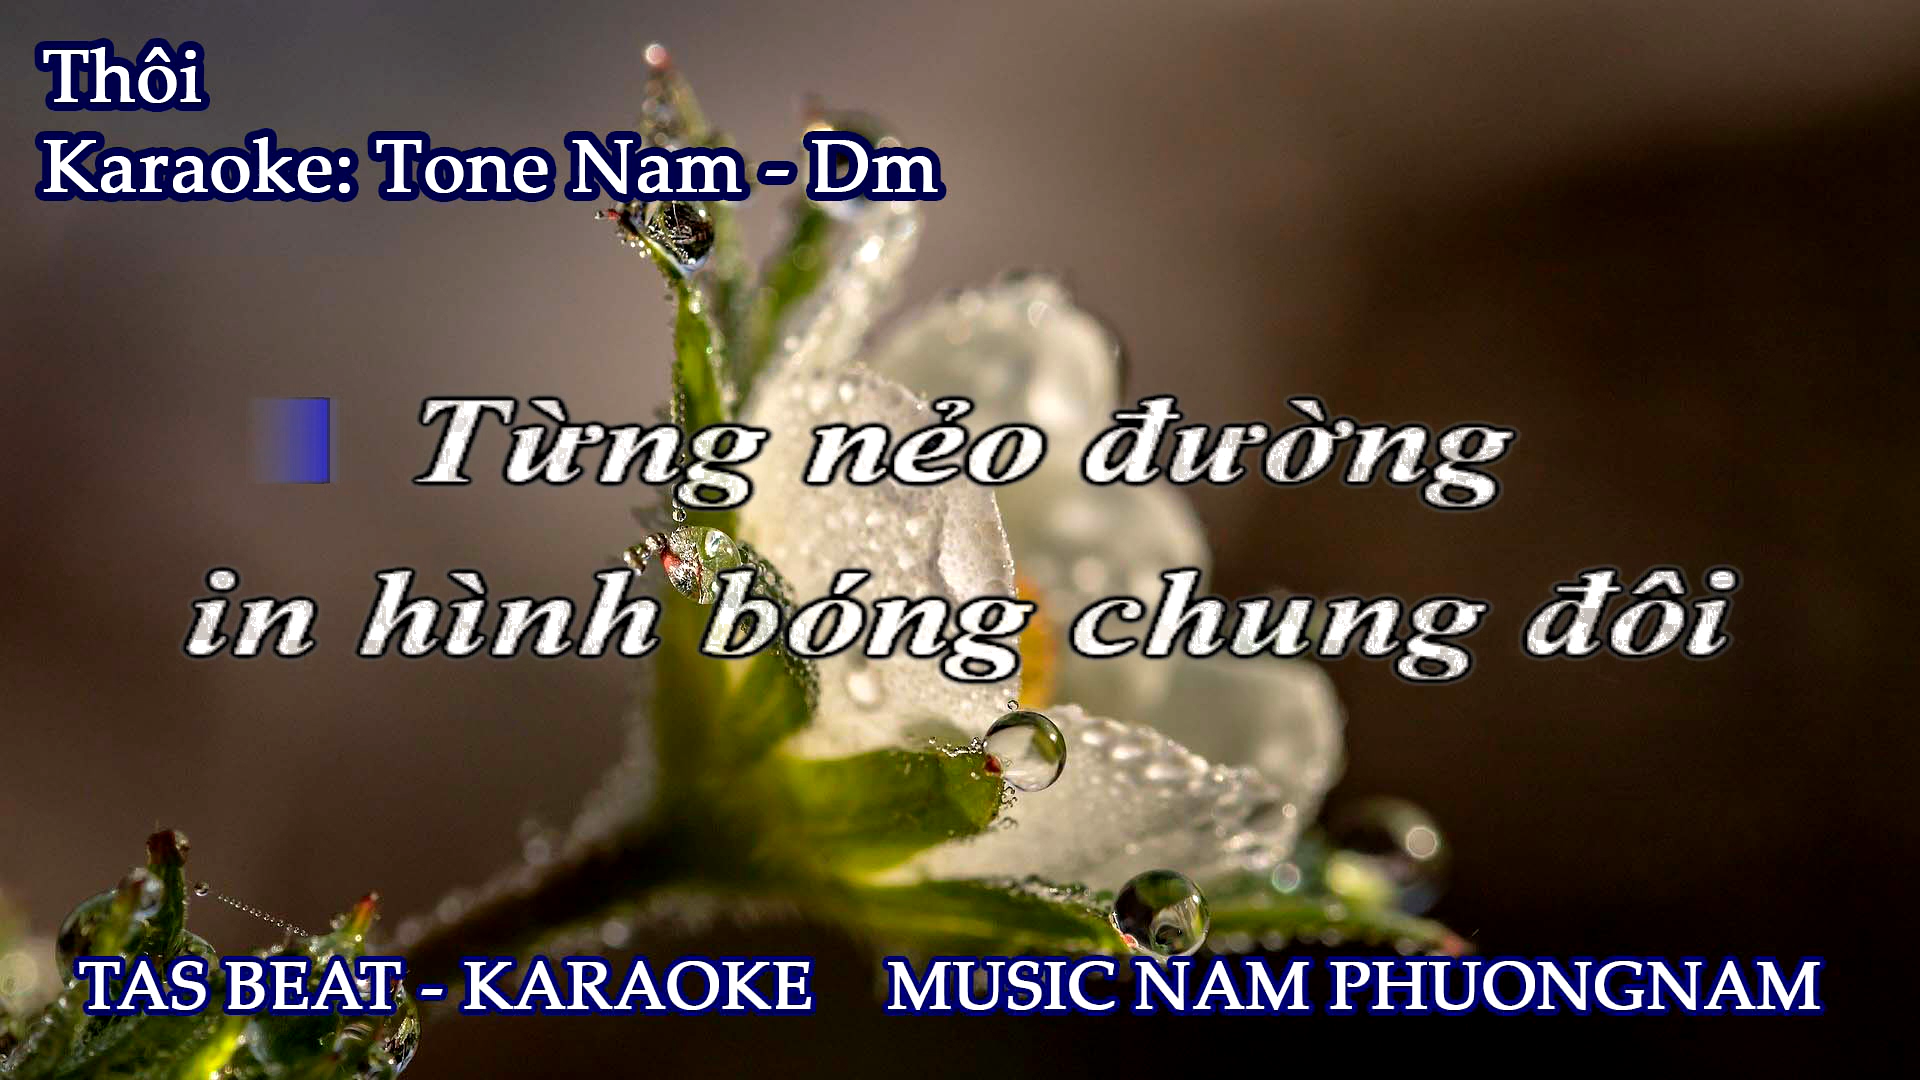 Thôi
Karaoke: Tone Nam - Dm
Từng nẻo đường
in hình bóng chung đôi
TAS BEAT - KARAOKE MUSIC NAM PHUONGNAM